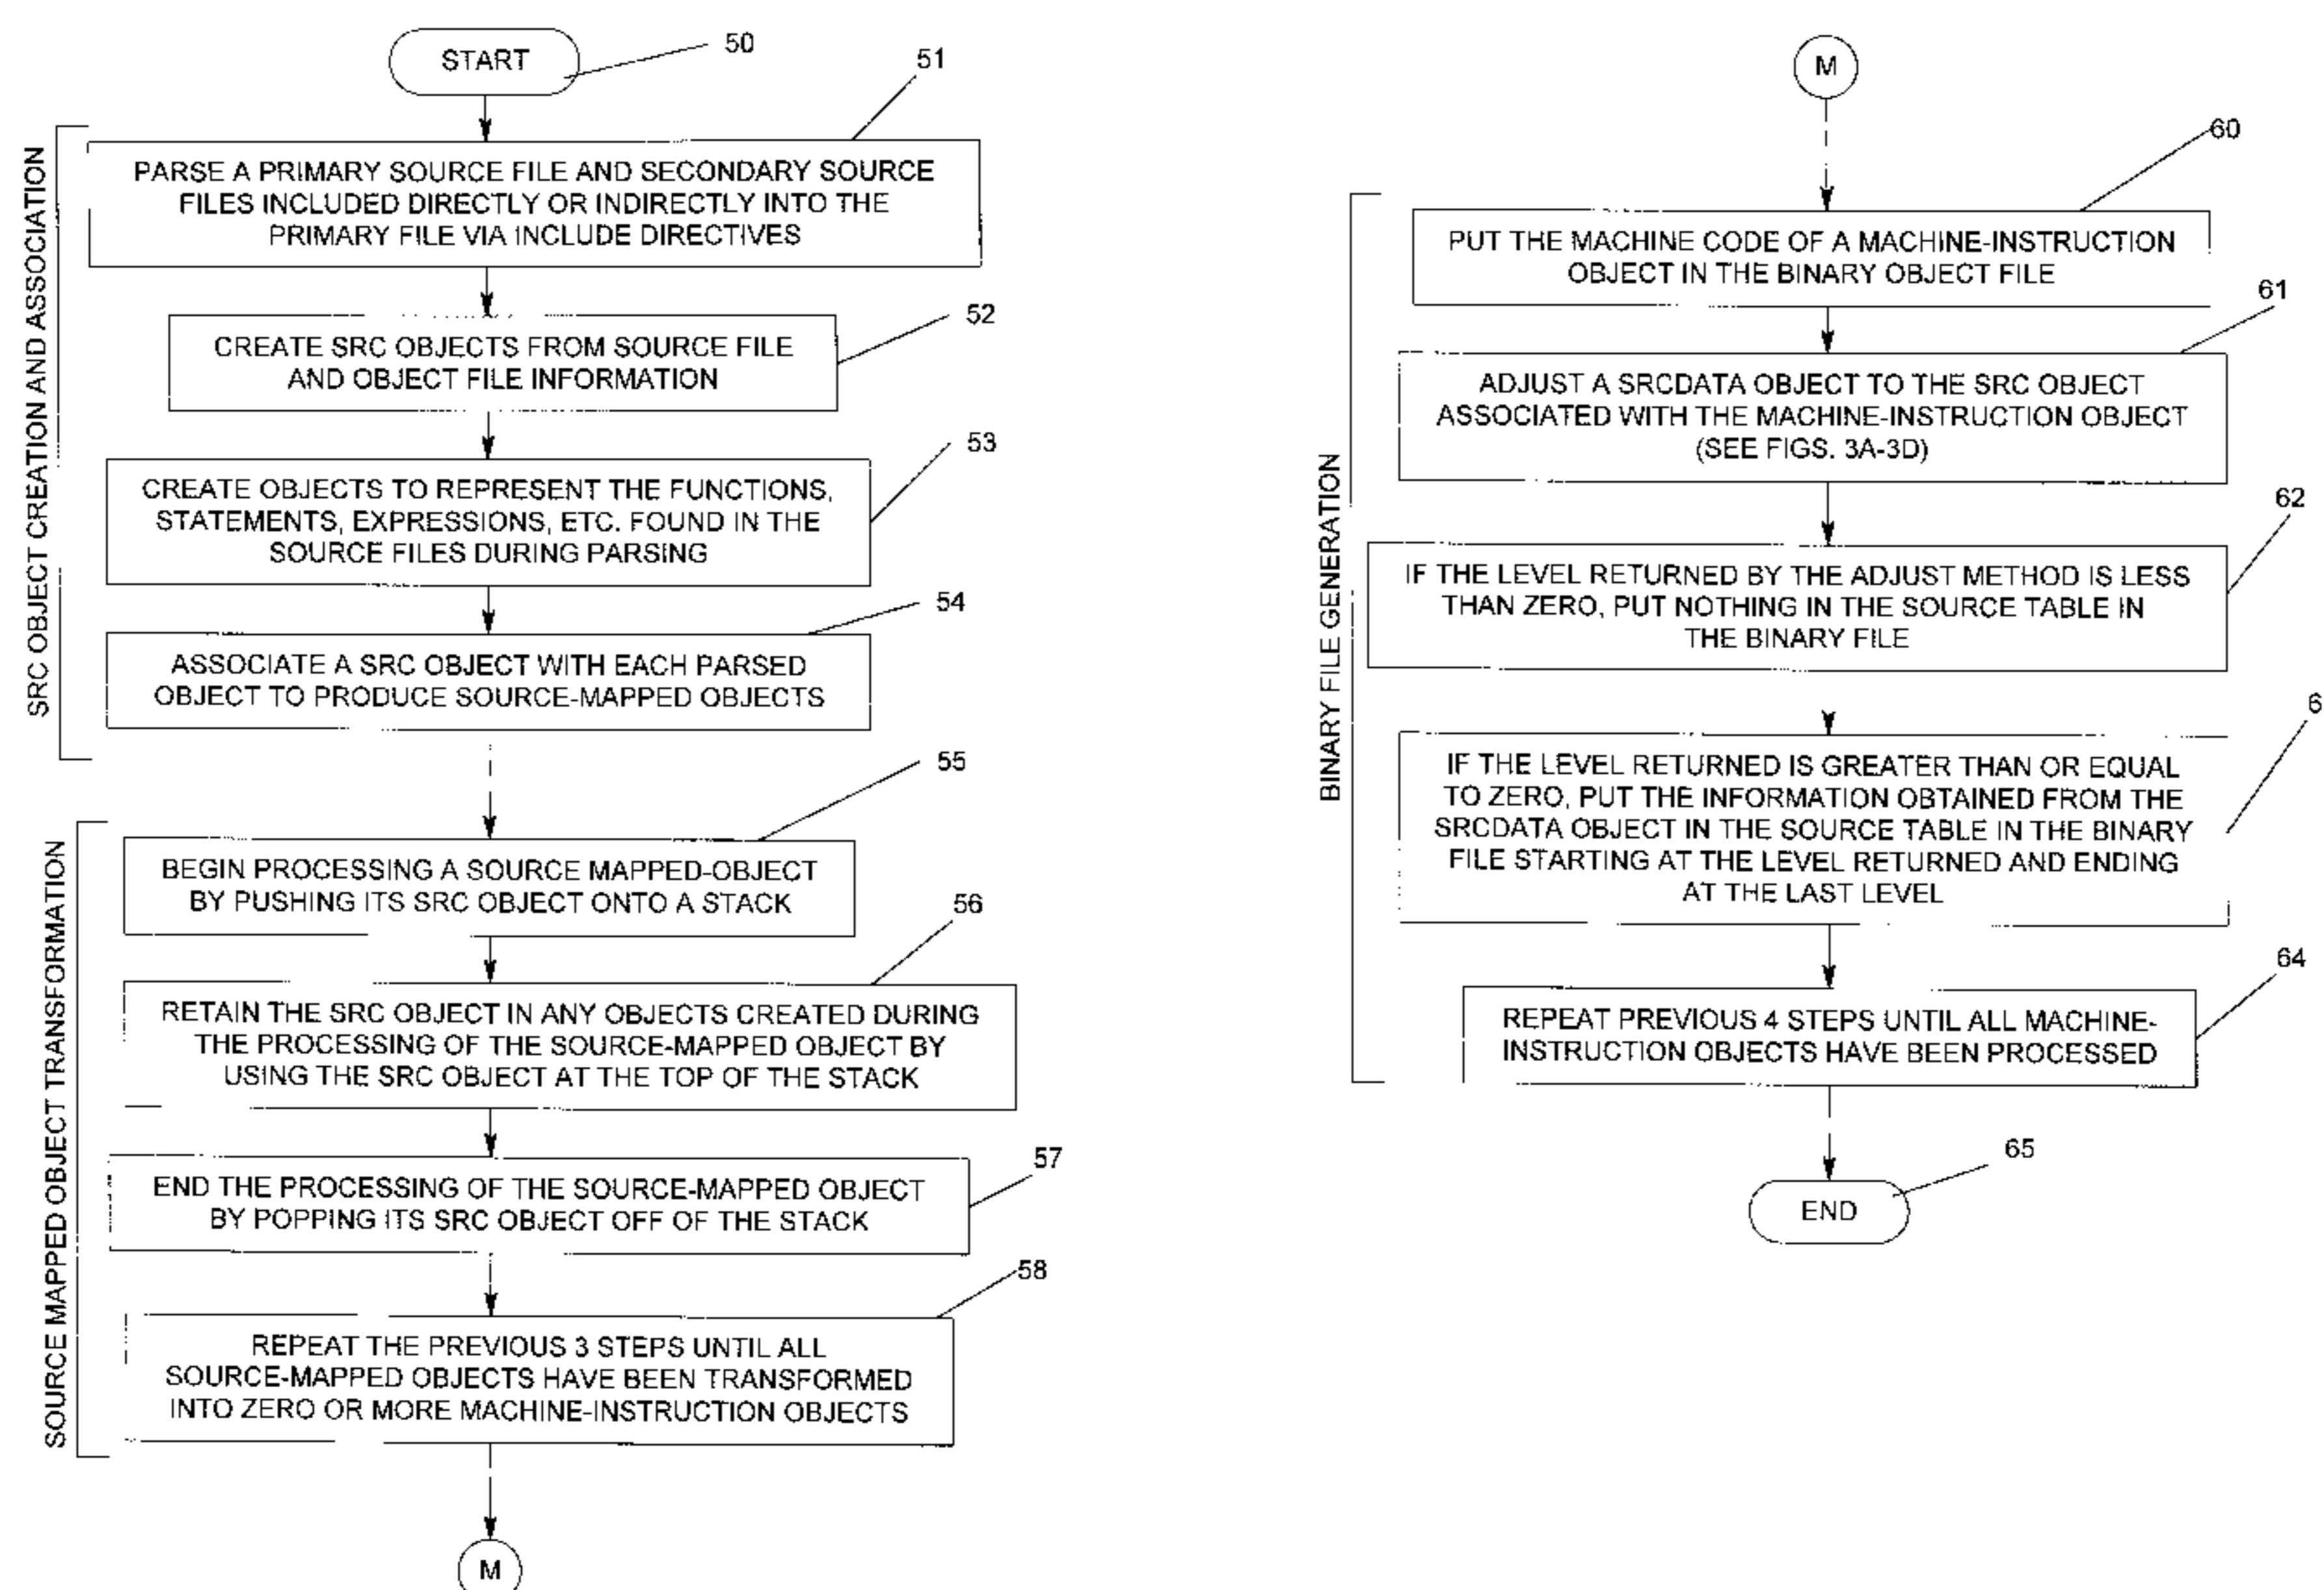 START
50
SRC OBJECT CREATION AND ASSOCIATION
51
PARSE A PRIMARY SOURCE FILE AND SECONDARY SOURCE
FILES INCLUDED DIRECTLY OR INDIRECTLY INTO THE
PRIMARY FILE VIA INCLUDE DIRECTIVES
52
CREATE SRC OBJECTS FROM SOURCE FILE
AND OBJECT FILE INFORMATION
53
CREATE OBJECTS TO REPRESENT THE FUNCTIONS,
STATEMENTS, EXPRESSIONS, ETC. FOUND IN THE
SOURCE FILES DURING PARSING
54
ASSOCIATE A SRC OBJECT WITH EACH PARSED
OBJECT TO PRODUCE SOURCE-MAPPED OBJECTS
SOURCE MAPPED OBJECT TRANSFORMATION
55
BEGIN PROCESSING A SOURCE MAPPED-OBJECT
BY PUSHING ITS SRC OBJECT ONTO A STACK
56
RETAIN THE SRC OBJECT IN ANY OBJECTS CREATED DURING
THE PROCESSING OF THE SOURCE-MAPPED OBJECT BY
USING THE SRC OBJECT AT THE TOP OF THE STACK
57
END THE PROCESSING OF THE SOURCE-MAPPED OBJECT
BY POPPING ITS SRC OBJECT OFF OF THE STACK
58
REPEAT THE PREVIOUS 3 STEPS UNTIL ALL
SOURCE-MAPPED OBJECTS HAVE BEEN TRANSFORMED
INTO ZERO OR MORE MACHINE-INSTRUCTION OBJECTS
M
M
BINARY FILE GENERATION
60
PUT THE MACHINE CODE OF A MACHINE-INSTRUCTION
OBJECT IN THE BINARY OBJECT FILE
61
ADJUST A SRCDATA OBJECT TO THE SRC OBJECT
ASSOCIATED WITH THE MACHINE-INSTRUCTION OBJECT
(SEE FIGS. 3A-3D)
62
IF THE LEVEL RETURNED BY THE ADJUST METHOD IS LESS
THAN ZERO, PUT NOTHING IN THE SOURCE TABLE IN
THE BINARY FILE
6
IF THE LEVEL RETURNED IS GREATER THAN OR EQUAL
TO ZERO, PUT THE INFORMATION OBTAINED FROM THE
SRCDATA OBJECT IN THE SOURCE TABLE IN THE BINARY
FILE STARTING AT THE LEVEL RETURNED AND ENDING
AT THE LAST LEVEL
64
REPEAT PREVIOUS 4 STEPS UNTIL ALL MACHINE-
INSTRUCTION OBJECTS HAVE BEEN PROCESSED
65
END